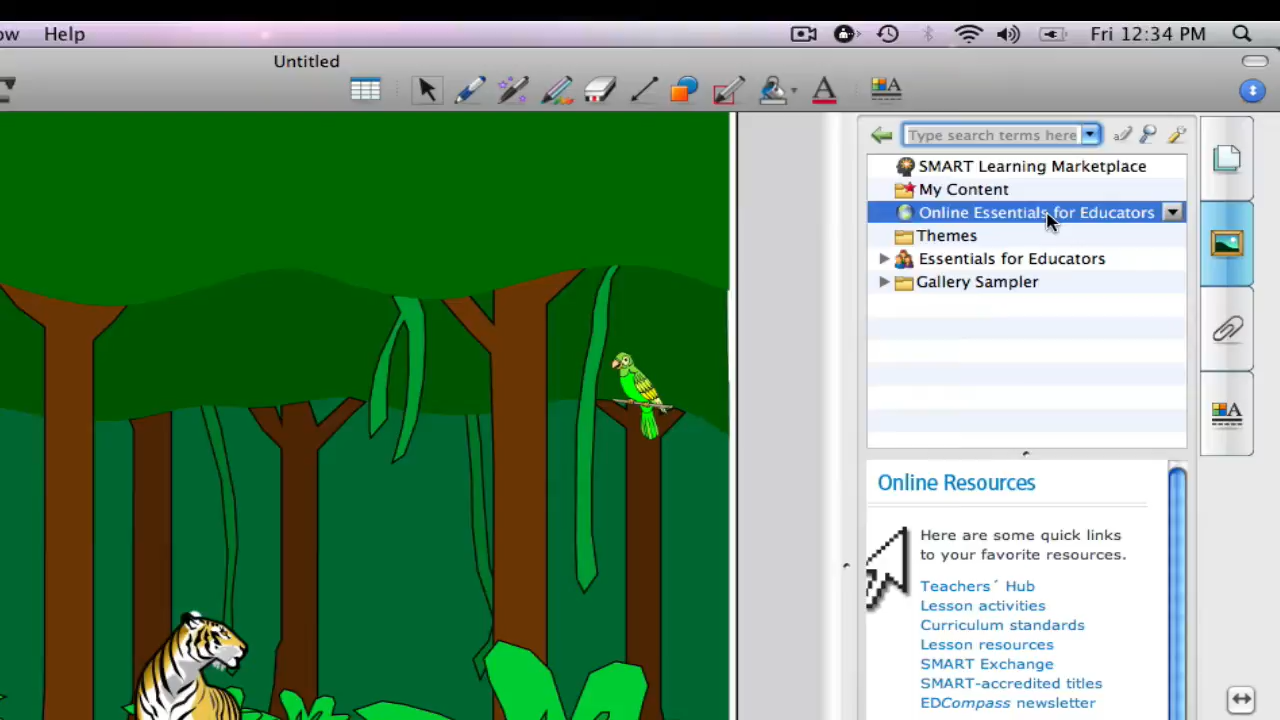 ow Help Fri 12:34 PM
Untitled
Type search terms here
SMART Learning Marketplace
My Content
Online Essentials for Educators
Themes
Essentials for Educators
Gallery Sampler
Online Resources
Here are some quick links
to your favorite resources.
Teachers´ Hub
Lesson activities
Curriculum standards
Lesson resources
SMART Exchange
SMART-accredited titles
EDCompass newsletter